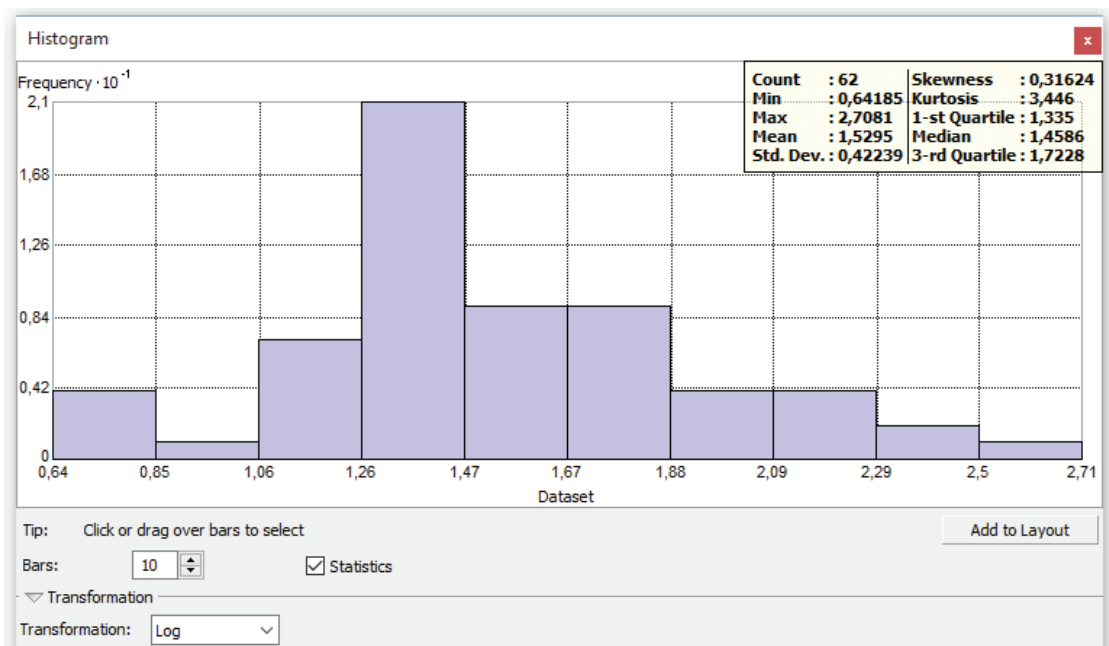 Histogram
x
Frequency · 10 -1
Count : 62 Skewness : 0,31624
Min : 0,64185 Kurtosis : 3,446
Max : 2,7081 1-st Quartile : 1,335
Mean : 1,5295 Median : 1,4586
Std. Dev. : 0,42239 3-rd Quartile : 1,7228
2,1
1,68
1,26
0,84
0,42
0
0,64 0,85 1,06 1,26 1,47 1,67 1,88 2,09 2,29 2,5 2,71
Dataset
Tip: Click or drag over bars to select Add to Layout
Bars: 10 Statistics
Transformation
Transformation: Log